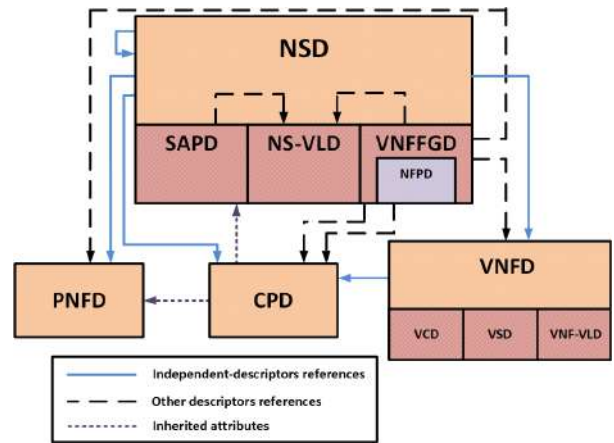 NSD
SAPD NS-VLD VNFFGD
NFPD
PNFD CPD VNFD
VCD VSD VNF-VLD
Independent-descriptors references
Other descriptors references
Inherited attributes